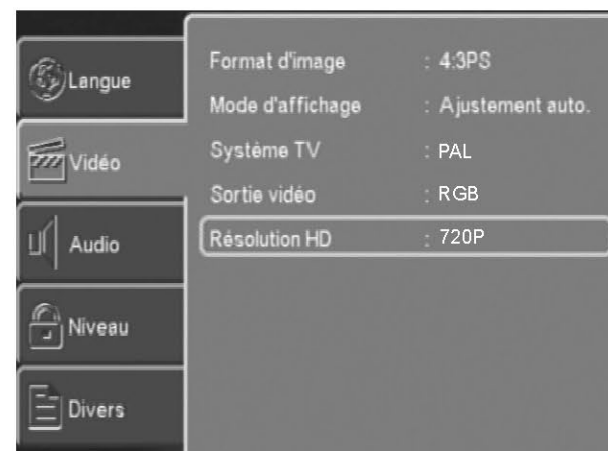 Langue
Vidéo
Audio
Niveau
Divers
Format d'image : 4:3PS
Mode d'affichage : Ajustement auto.
Système TV : PAL
Sortie vidéo : RGB
Résolution HD : 720P